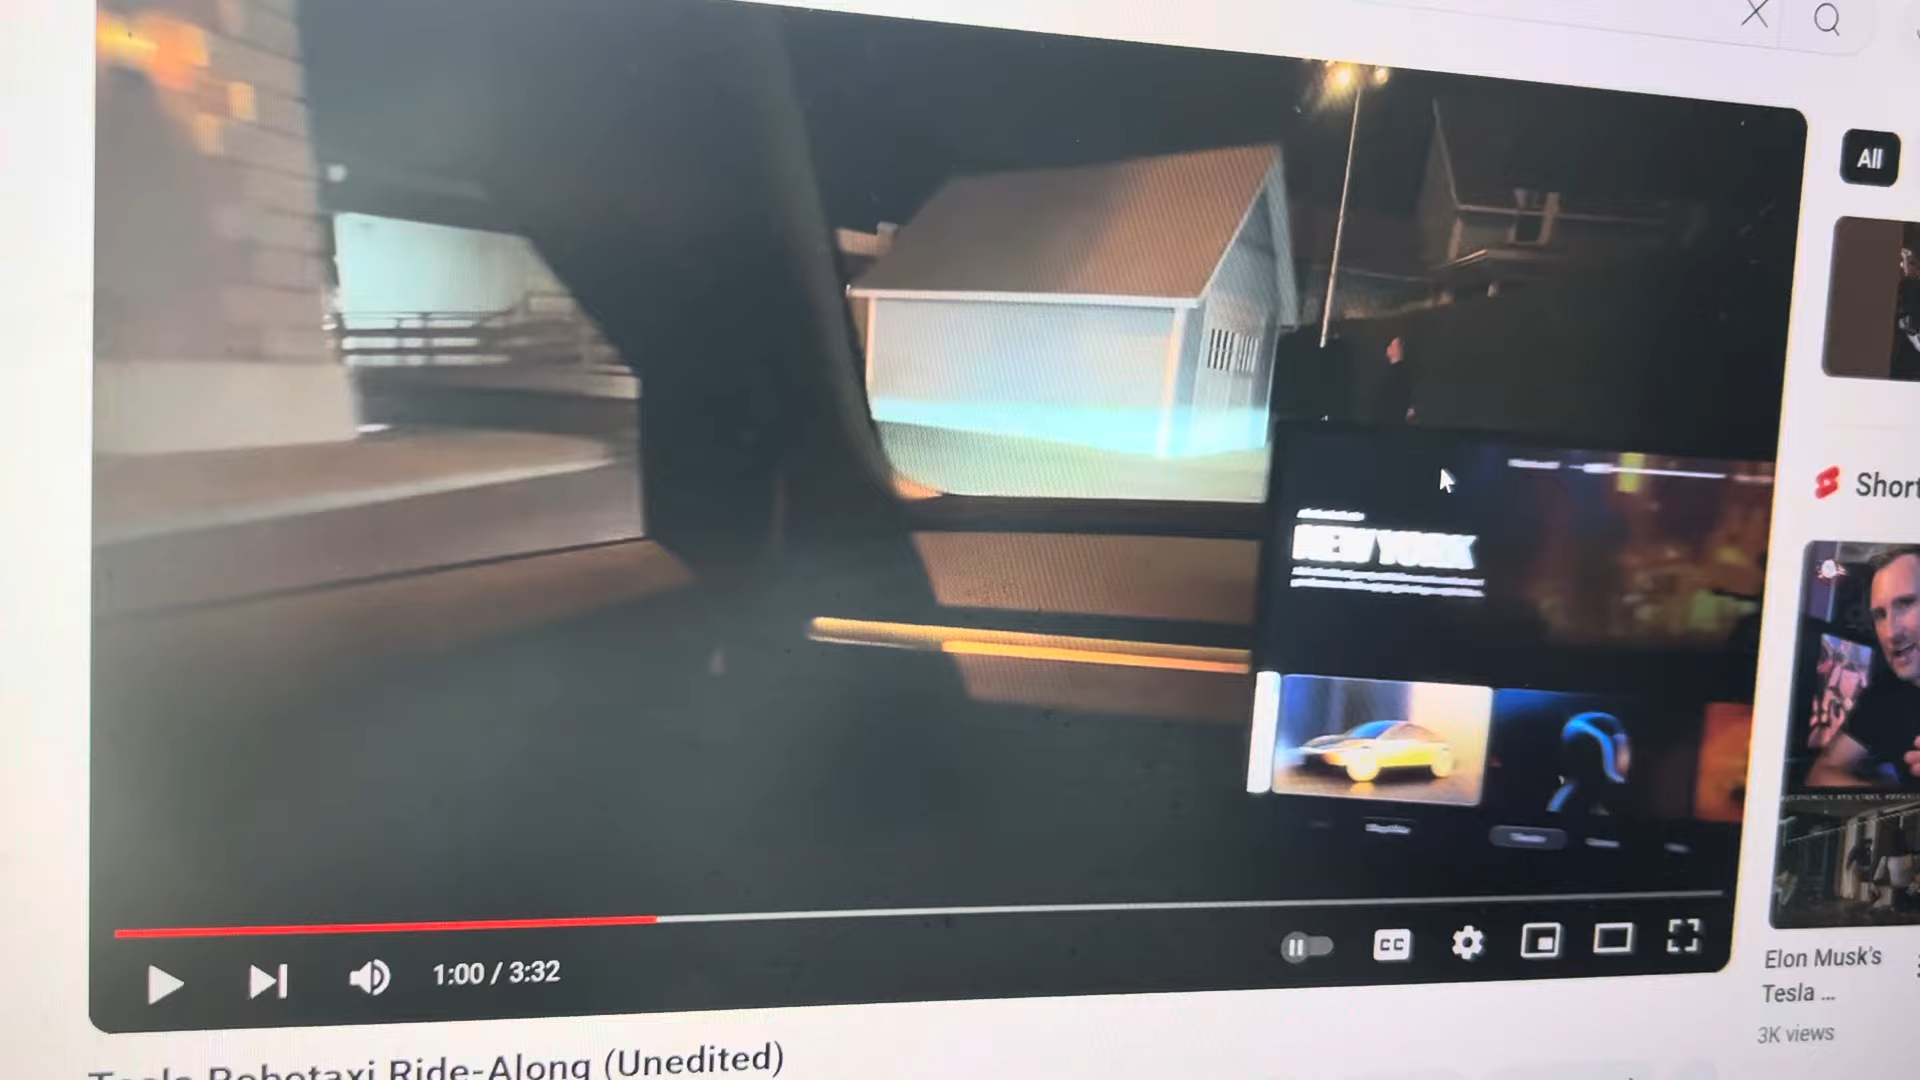 All
Short
NEW YORK
CC
1:00 / 3:32
Elon Musk's
Tesla ...
3K views
Tesla Robotaxi Ride-Along (Unedited)